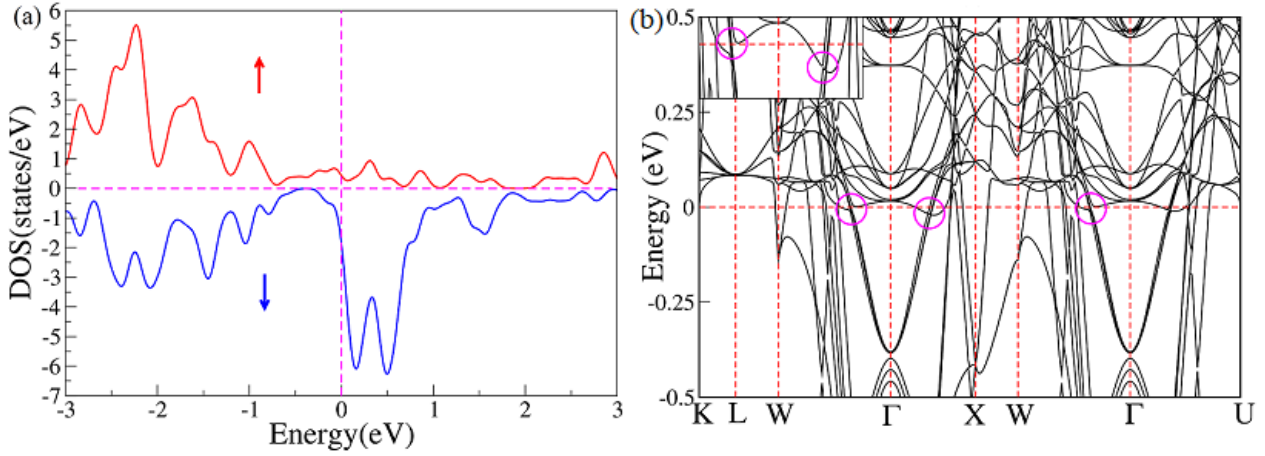 (a)
6
5
4
3
2
1
0
-1
-2
-3
-4
-5
-6
-7
DOS(states/eV)
-3 -2 -1 0 1 2 3
Energy(eV)
(b)
0.5
0.25
0
-0.25
-0.5
Energy (eV)
K L W Γ X W Γ U